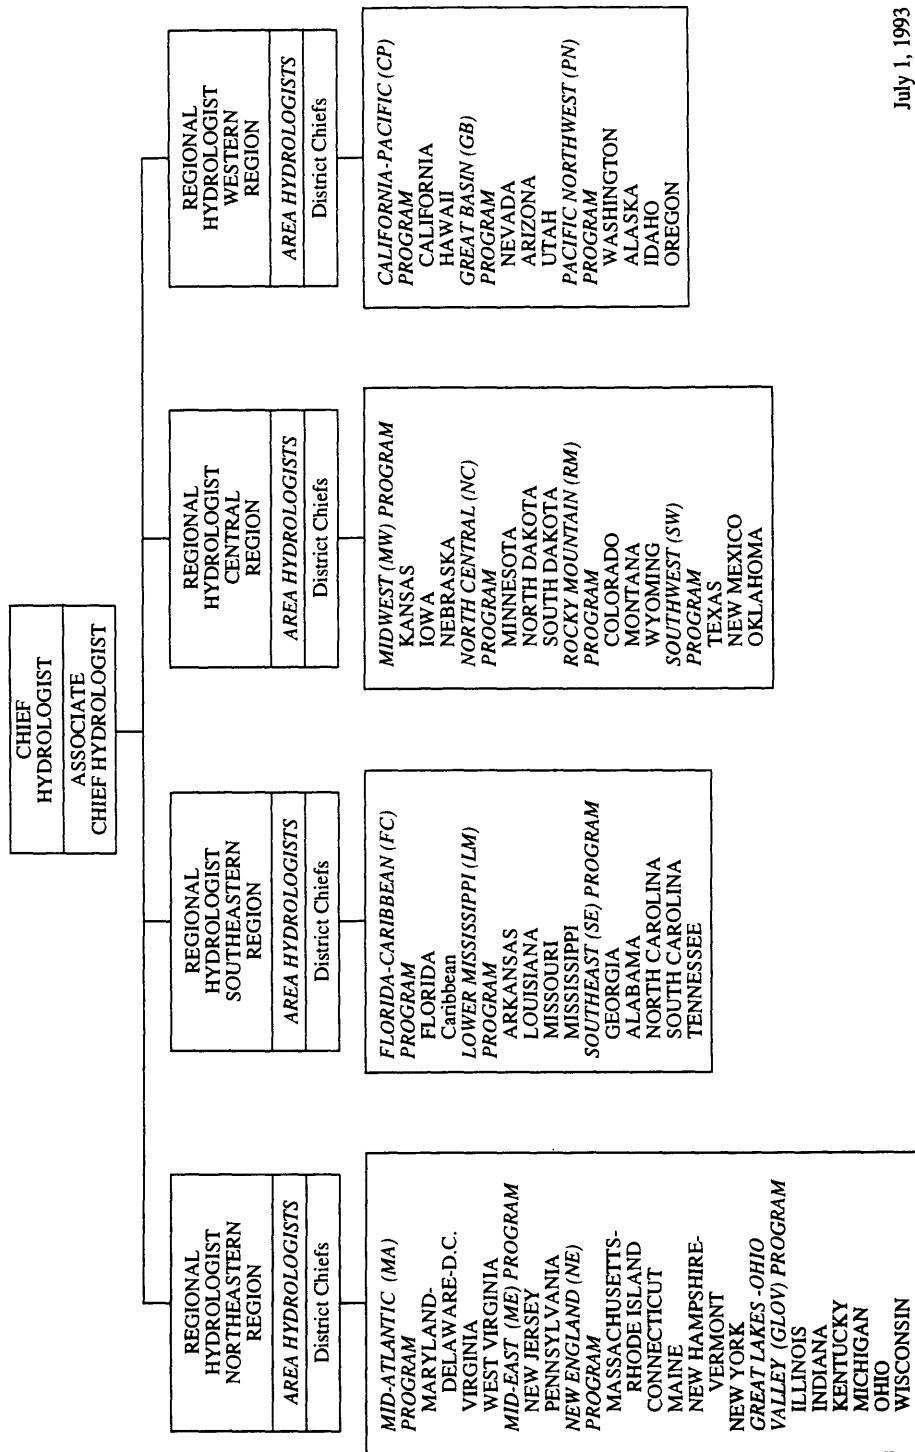 CHIEF
HYDROLOGIST
ASSOCIATE
CHIEF HYDROLOGIST
REGIONAL
HYDROLOGIST
NORTHEASTERN
REGION
AREA HYDROLOGISTS
District Chiefs
MID-ATLANTIC (MA)
PROGRAM
MARYLAND-
DELAWARE-D.C.
VIRGINIA
WEST VIRGINIA
MID-EAST (ME) PROGRAM
NEW JERSEY
PENNSYLVANIA
NEW ENGLAND (NE)
PROGRAM
MASSACHUSETTS-
RHODE ISLAND
CONNECTICUT
MAINE
NEW HAMPSHIRE-
VERMONT
NEW YORK
GREAT LAKES -OHIO
VALLEY (GLOV) PROGRAM
ILLINOIS
INDIANA
KENTUCKY
MICHIGAN
OHIO
WISCONSIN
REGIONAL
HYDROLOGIST
SOUTHEASTERN
REGION
AREA HYDROLOGISTS
District Chiefs
FLORIDA-CARIBBEAN (FC)
PROGRAM
FLORIDA
Caribbean
LOWER MISSISSIPPI (LM)
PROGRAM
ARKANSAS
LOUISIANA
MISSOURI
MISSISSIPPI
SOUTHEAST (SE) PROGRAM
GEORGIA
ALABAMA
NORTH CAROLINA
SOUTH CAROLINA
TENNESSEE
REGIONAL
HYDROLOGIST
CENTRAL
REGION
AREA HYDROLOGISTS
District Chiefs
MIDWEST (MW) PROGRAM
KANSAS
IOWA
NEBRASKA
NORTH CENTRAL (NC)
PROGRAM
MINNESOTA
NORTH DAKOTA
SOUTH DAKOTA
ROCKY MOUNTAIN (RM)
PROGRAM
COLORADO
MONTANA
WYOMING
SOUTHWEST (SW)
PROGRAM
TEXAS
NEW MEXICO
OKLAHOMA
REGIONAL
HYDROLOGIST
WESTERN
REGION
AREA HYDROLOGISTS
District Chiefs
CALIFORNIA-PACIFIC (CP)
PROGRAM
CALIFORNIA
HAWAII
GREAT BASIN (GB)
PROGRAM
NEVADA
ARIZONA
UTAH
PACIFIC NORTHWEST (PN)
PROGRAM
WASHINGTON
ALASKA
IDAHO
OREGON
July 1, 1993